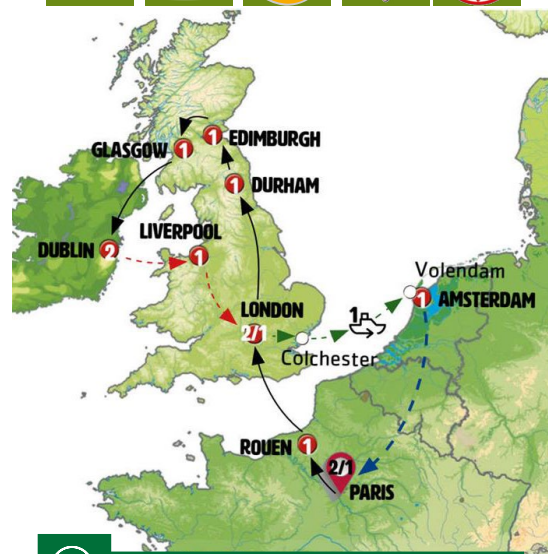 1 EDIMBURGH
GLASGOW 1
1 DURHAM
LIVERPOOL
DUBLIN 2
1
Volendam
1 AMSTERDAM
LONDON
1
2/1
Colchester
ROUEN 1
2/1
PARIS